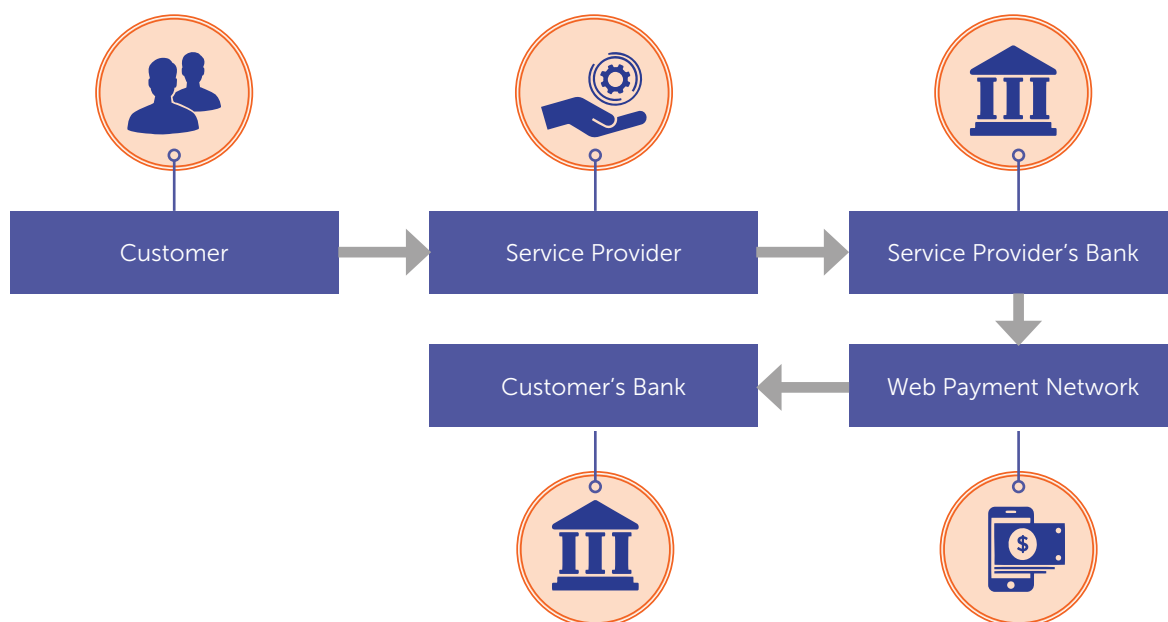 Customer
Service Provider
Service Provider’s Bank
Customer’s Bank
Web Payment Network
$